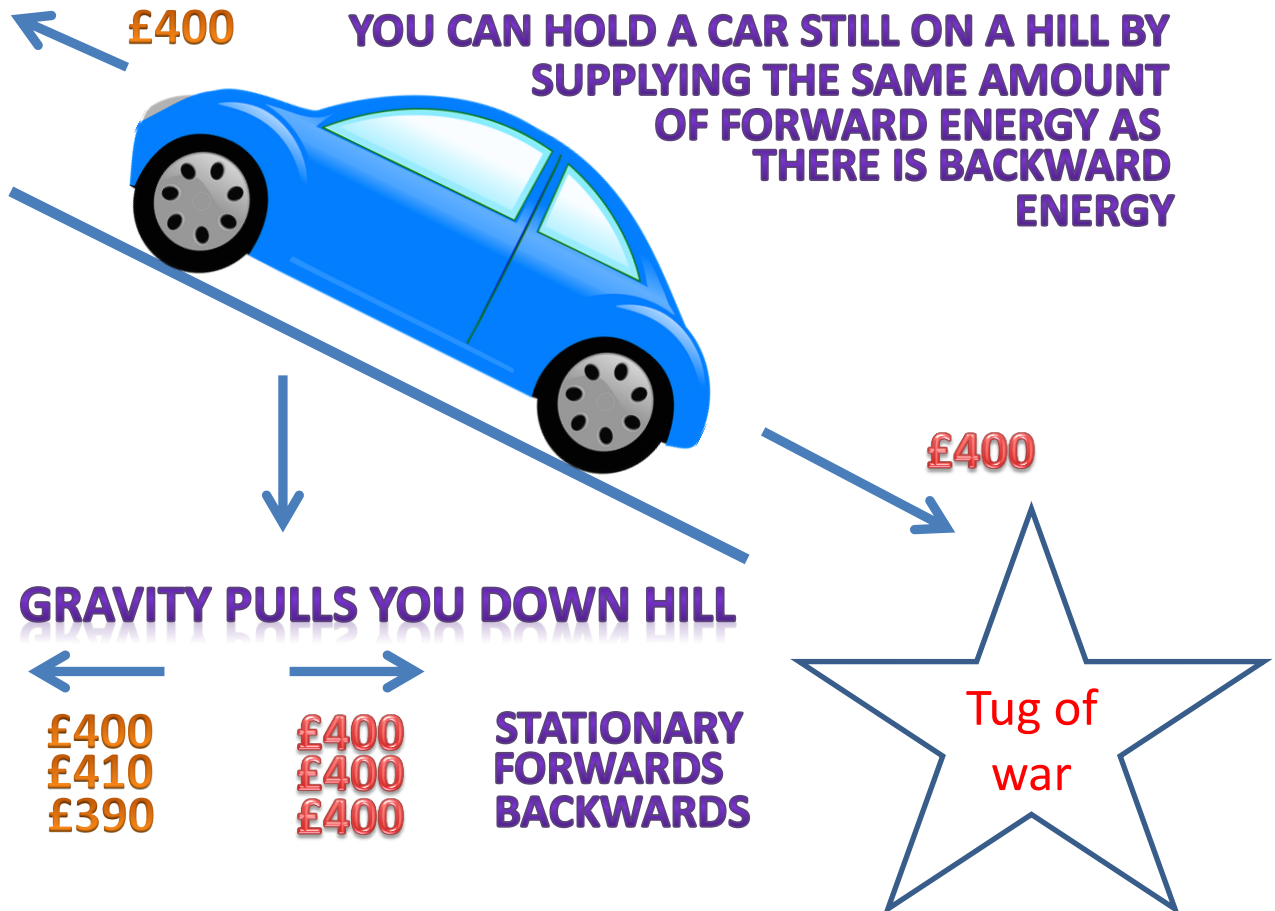 £400
YOU CAN HOLD A CAR STILL ON A HILL BY
SUPPLYING THE SAME AMOUNT
OF FORWARD ENERGY AS
THERE IS BACKWARD
ENERGY
£400
GRAVITY PULLS YOU DOWN HILL
£400 £400 STATIONARY
£410 £400 FORWARDS
£390 £400 BACKWARDS
Tug of
war